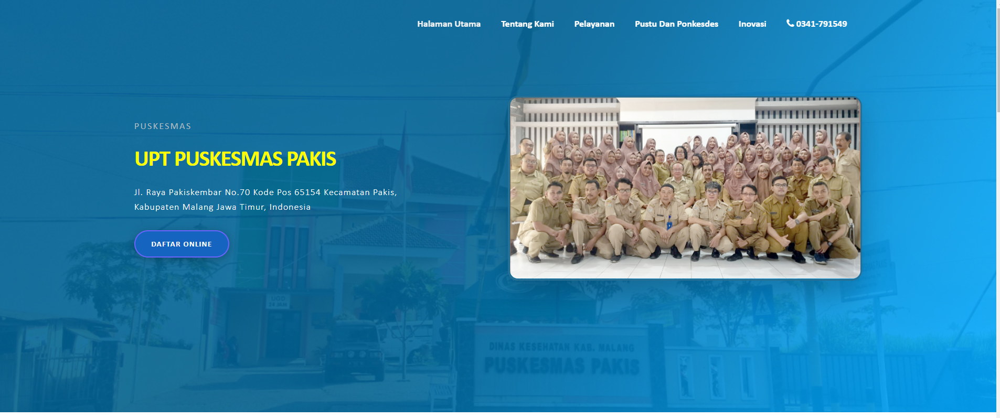 Halaman Utama
Tentang Kami
Pelayanan
Pustu Dan Ponkesdes
Inovasi
0341-791549
PUSKESMAS
UPT PUSKESMAS PAKIS
Jl. Raya Pakiskembar No.70 Kode Pos 65154 Kecamatan Pakis,
Kabupaten Malang Jawa Timur, Indonesia
DAFTAR ONLINE
UGD
24 JAM
DINAS KESEHATAN KAB. MALANG
PUSKESMAS PAKIS